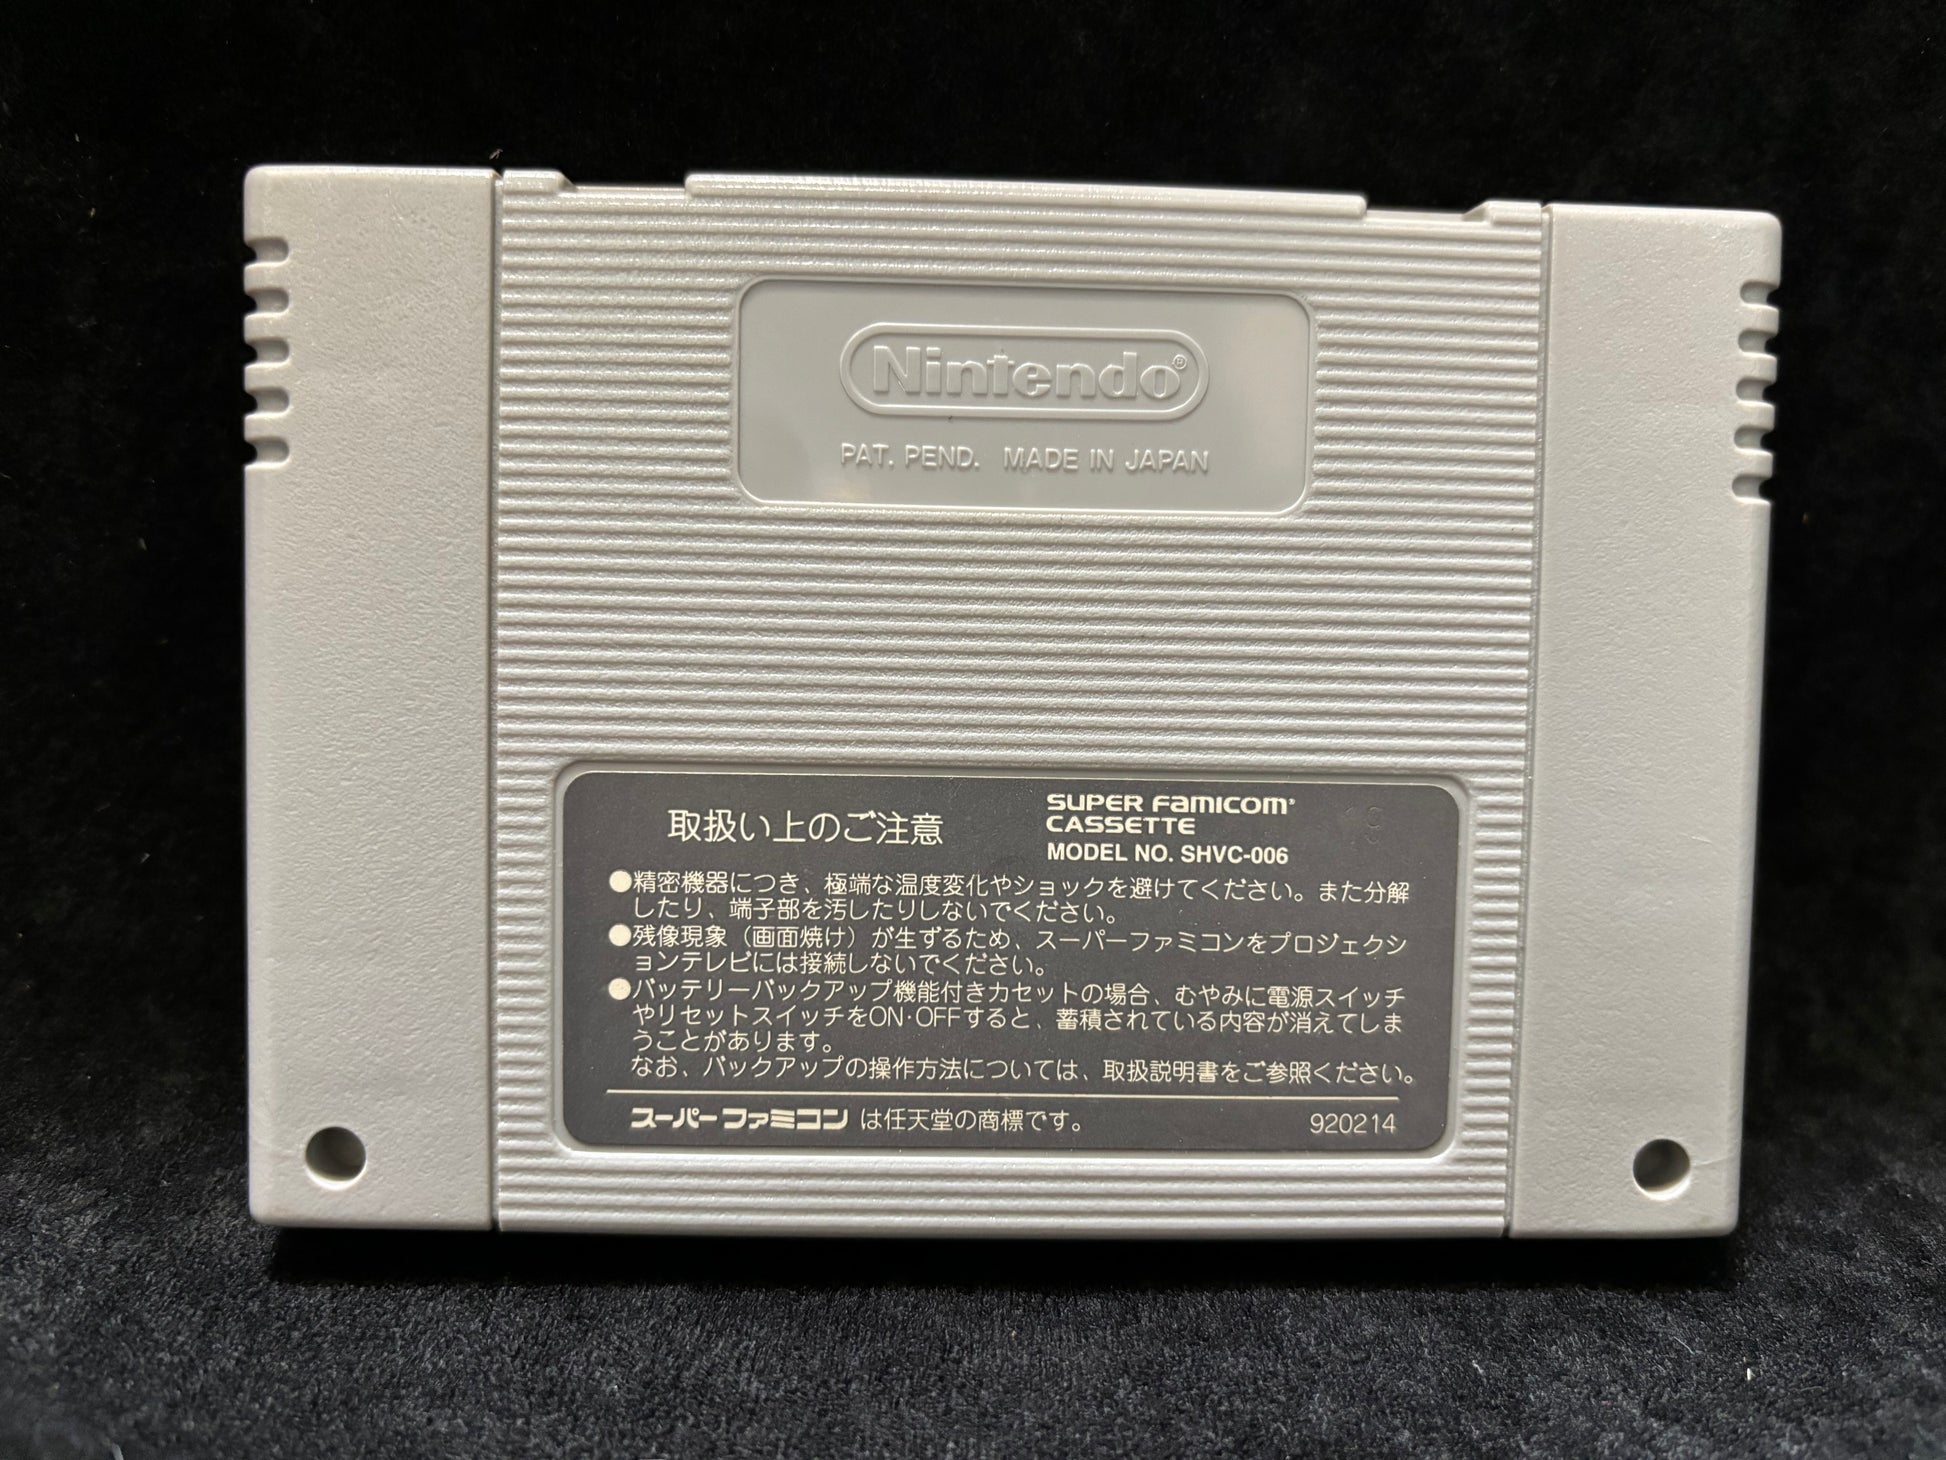 Nintendo®
PAT. PEND. MADE IN JAPAN
取扱い上のご注意
SUPER FAMICOM
CASSETTE
MODEL NO. SHVC-006
●精密機器につき、極端な温度変化やショックを避けてください。また分解
したり、端子部を汚したりしないでください。
●残像現象（画面焼け）が生ずるため、スーパーファミコンをプロジェクシ
ョンテレビには接続しないでください。
●バッテリーバックアップ機能付きカセットの場合、むやみに電源スイッチ
やリセットスイッチをON·OFFすると、蓄積されている内容が消えてしま
うことがあります。
なお、バックアップの操作方法については、取扱説明書をご参照ください。
スーパーファミコン は任天堂の商標です。
920214